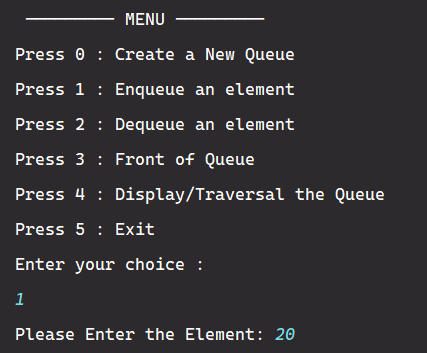 ───────── MENU ─────────
Press 0 : Create a New Queue
Press 1 : Enqueue an element
Press 2 : Dequeue an element
Press 3 : Front of Queue
Press 4 : Display/Traversal the Queue
Press 5 : Exit
Enter your choice :
1
Please Enter the Element: 20